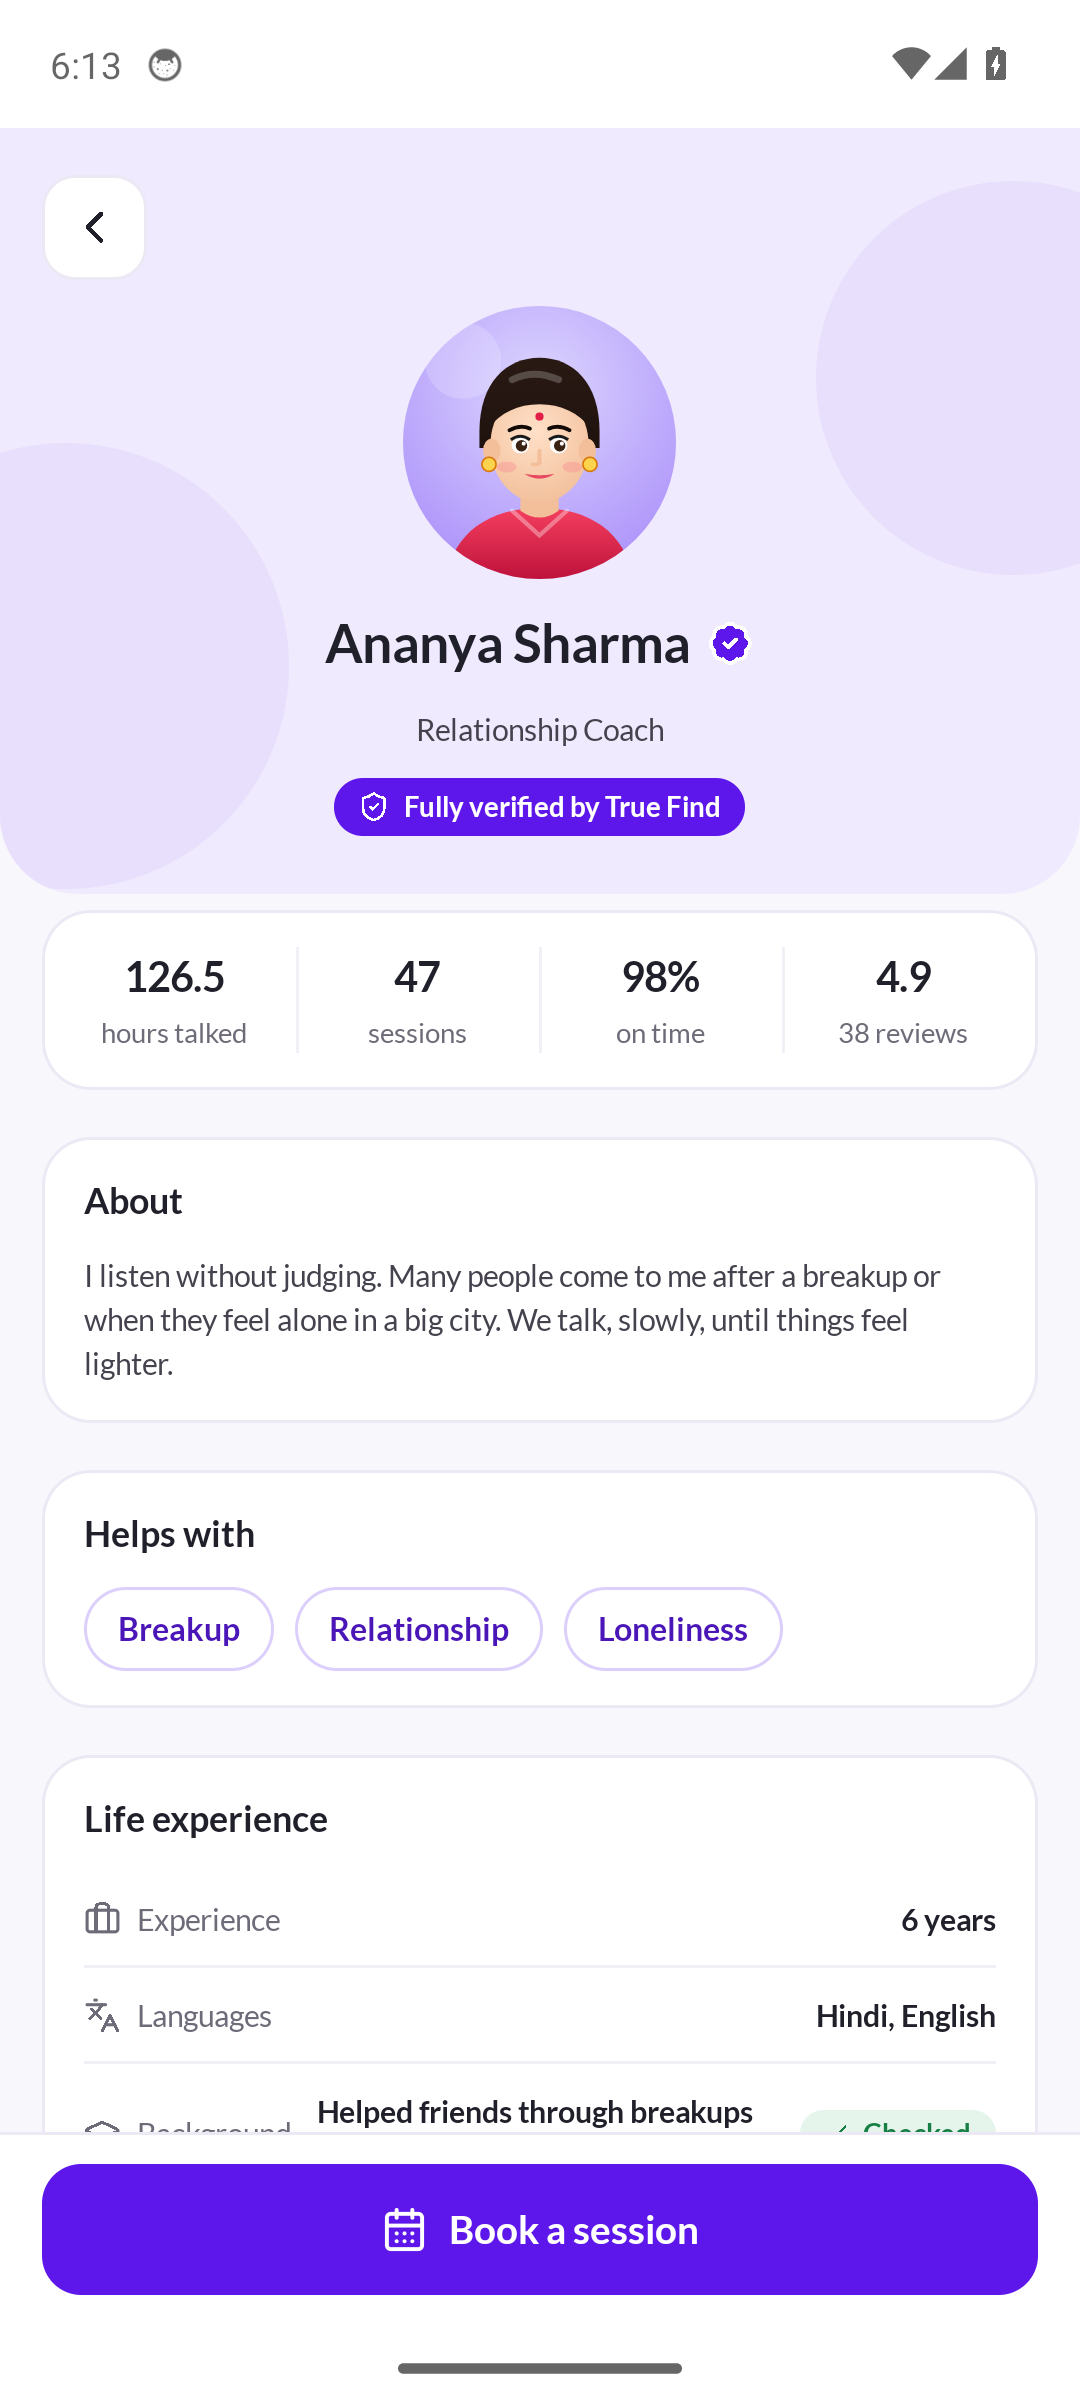 6:13
Ananya Sharma
Relationship Coach
Fully verified by True Find
126.5
hours talked
47
sessions
98%
on time
4.9
38 reviews
About
I listen without judging. Many people come to me after a breakup or
when they feel alone in a big city. We talk, slowly, until things feel
lighter.
Helps with
Breakup
Relationship
Loneliness
Life experience
Experience
6 years
Languages
Hindi, English
Background
Helped friends through breakups
Checked
Book a session